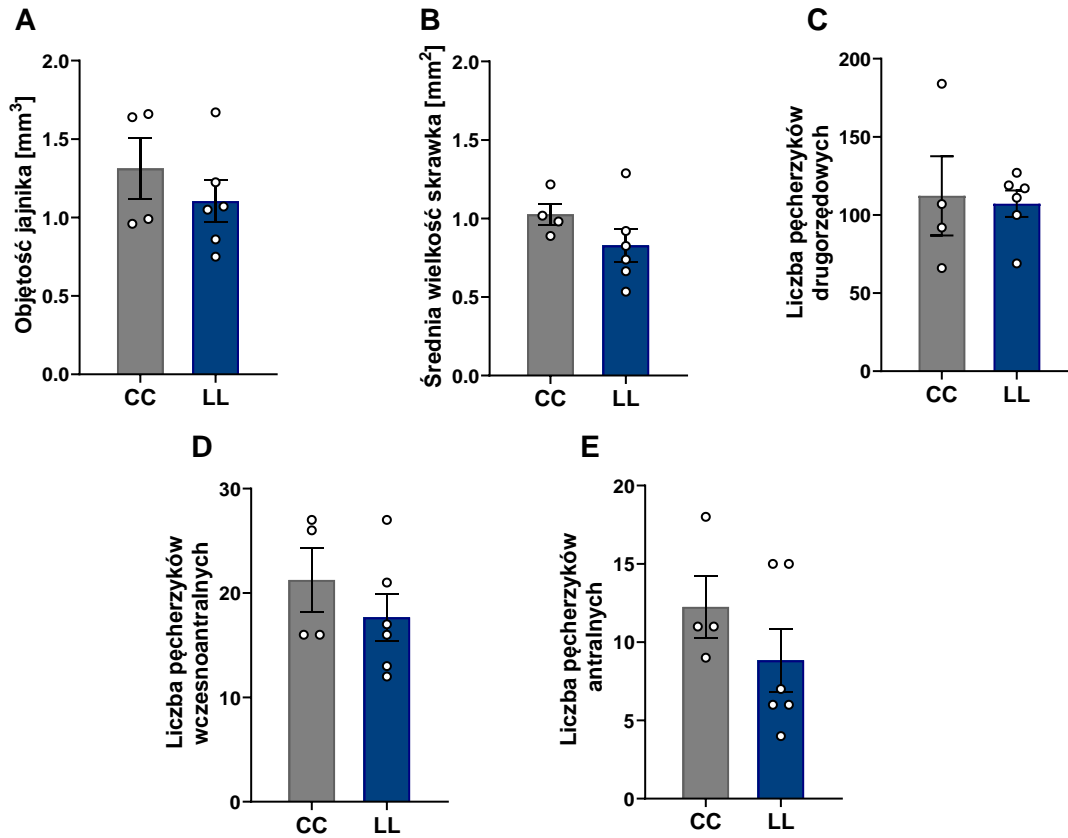 A
Objętość jajnika [mm³]
2.0
1.5
1.0
0.5
0.0
CC
LL
B
Średnia wielkość skrawka [mm²]
2.0
1.5
1.0
0.5
0.0
CC
LL
C
Liczba pęcherzyków
drugorzędowych
200
150
100
50
0
CC
LL
D
Liczba pęcherzyków
wczesnoantralnych
30
20
10
0
CC
LL
E
Liczba pęcherzyków
antralnych
20
15
10
5
0
CC
LL